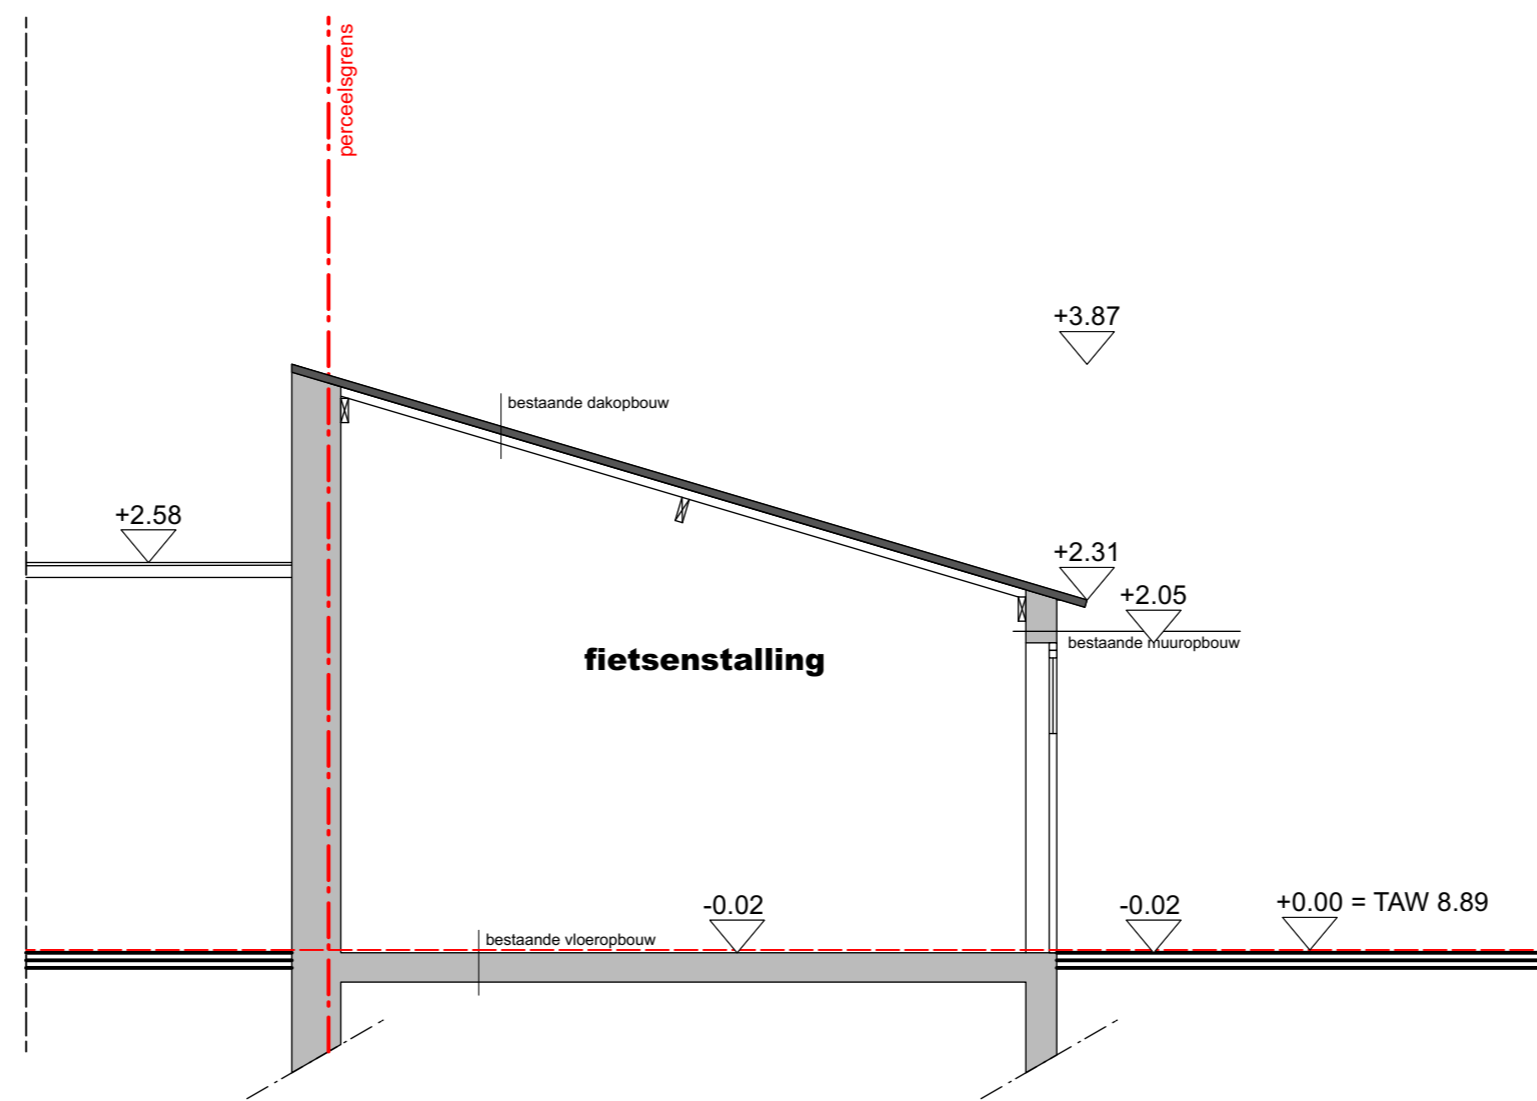 perceelsgrens
+3.87
bestaande dakopbouw
+2.58
+2.31
+2.05
bestaande muuropbouw
fietsenstalling
-0.02
-0.02
+0.00 = TAW 8.89
bestaande vloeropbouw